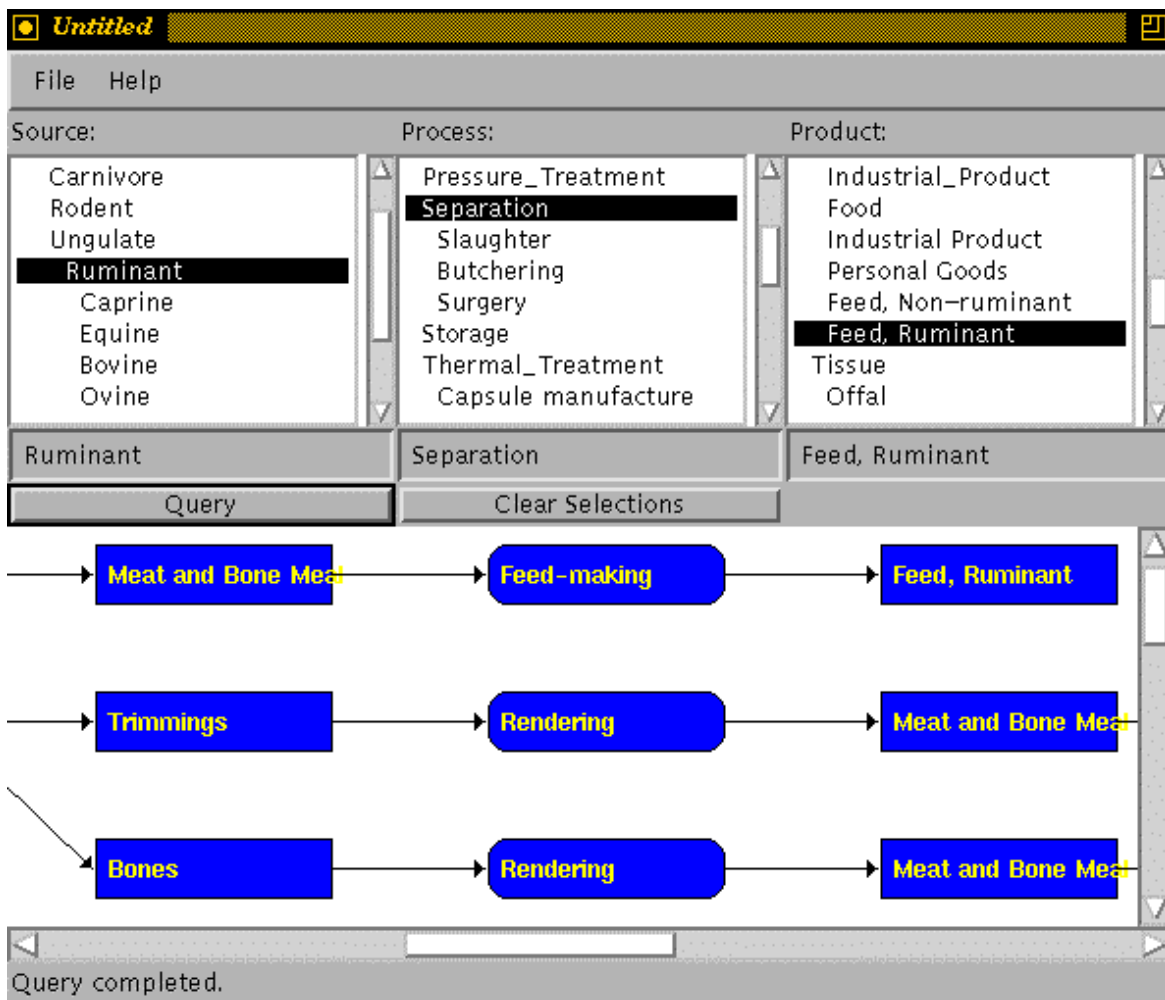 Untitled
File Help
Source: Process: Product:
Carnivore Pressure_Treatment Industrial_Product
Rodent Separation Food
Ungulate Slaughter Industrial Product
Ruminant Butchering Personal Goods
Caprine Surgery Feed, Non-ruminant
Equine Storage Feed, Ruminant
Bovine Thermal_Treatment Tissue
Ovine Capsule manufacture Offal
Ruminant Separation Feed, Ruminant
Query Clear Selections
Meat and Bone Meal Feed-making Feed, Ruminant
Trimmings Rendering Meat and Bone Meal
Bones Rendering Meat and Bone Meal
Query completed.